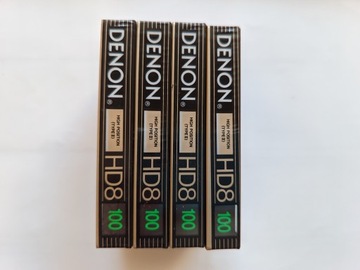 DENON®
HIGH POSITION
(TYPE II)
HD8
100
DENON®
HIGH POSITION
(TYPE II)
HD8
100
DENON®
HIGH POSITION
(TYPE II)
HD8
100
DENON®
HIGH POSITION
(TYPE II)
HD8
100